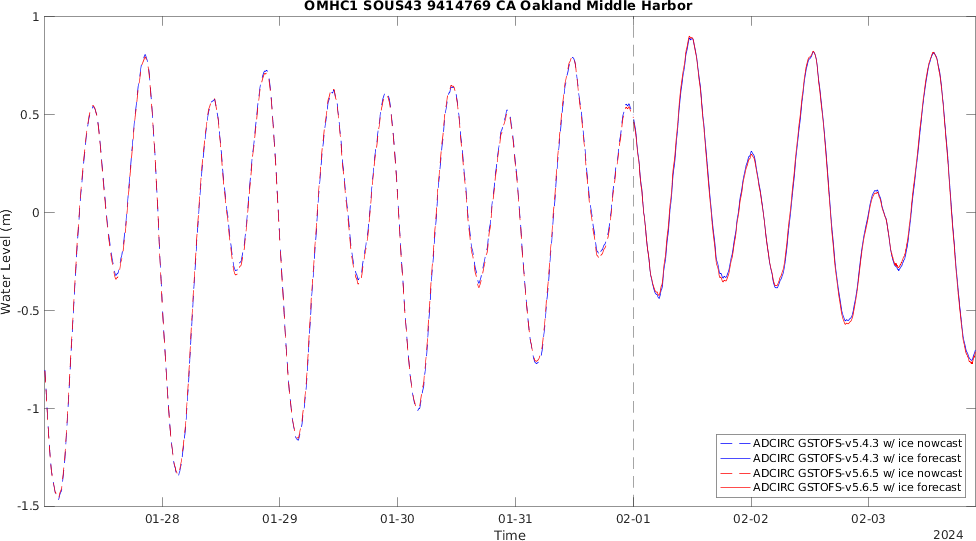 OMHC1 SOUS43 9414769 CA Oakland Middle Harbor
1
0.5
0
-0.5
-1
-1.5
Water Level (m)
01-28
01-29
01-30
01-31
02-01
02-02
02-03
Time
2024
ADCIRC GSTOFS-v5.4.3 w/ ice nowcast
ADCIRC GSTOFS-v5.4.3 w/ ice forecast
ADCIRC GSTOFS-v5.6.5 w/ ice nowcast
ADCIRC GSTOFS-v5.6.5 w/ ice forecast